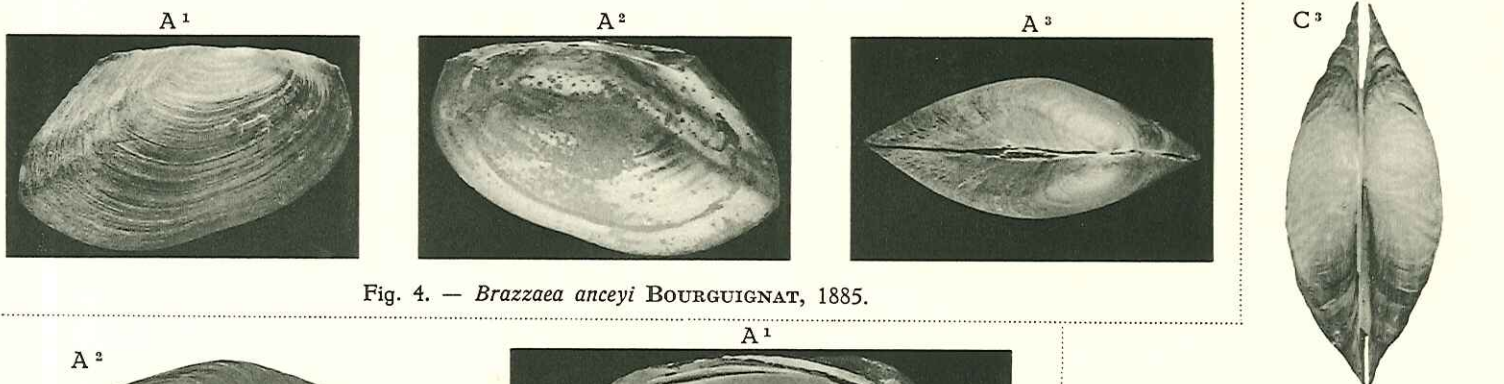 A¹ A² A³ C³
Fig. 4. — Brazzaea anceyi BOURGUIGNAT, 1885.
A¹
A²